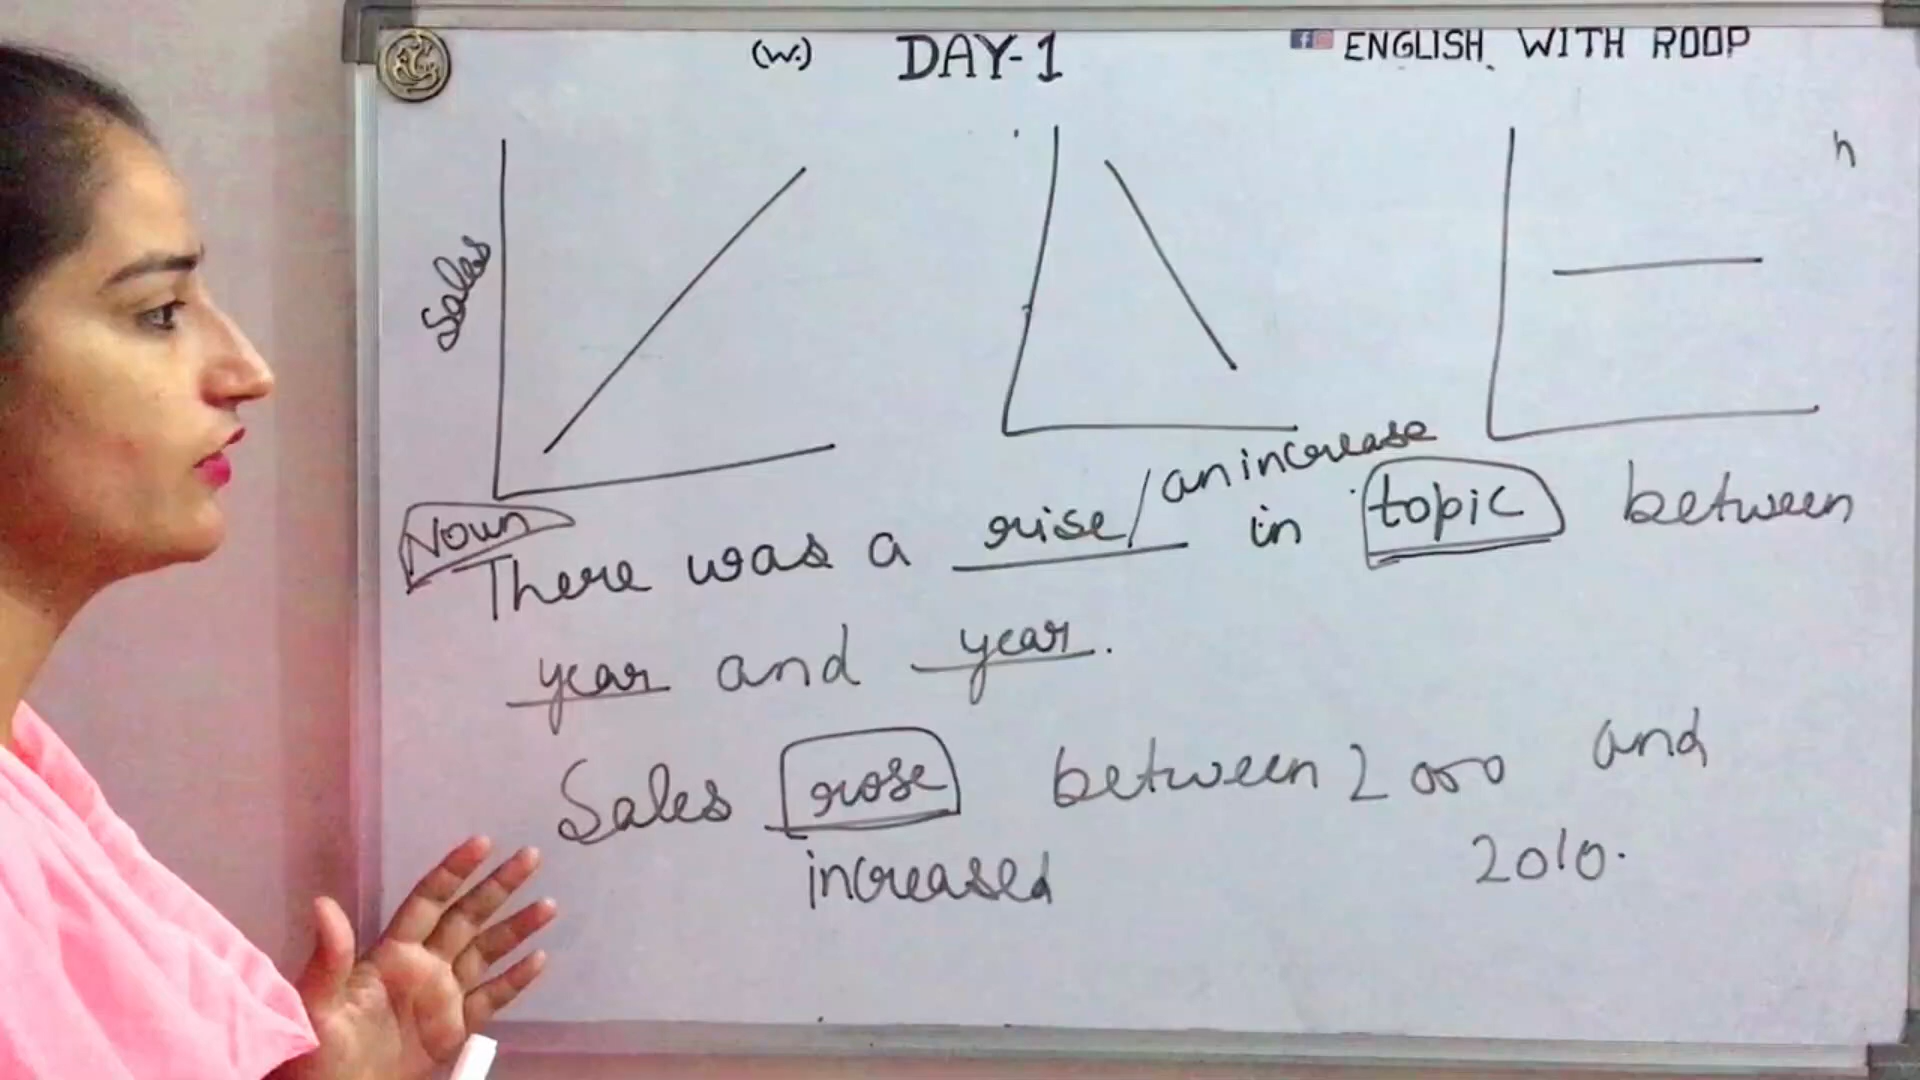 (W.) DAY-1 ENGLISH WITH ROOP
h
Sales
an increase
Noun
There was a rise/ in topic between
year and year.
Sales rose between 2000 and
increased 2010.